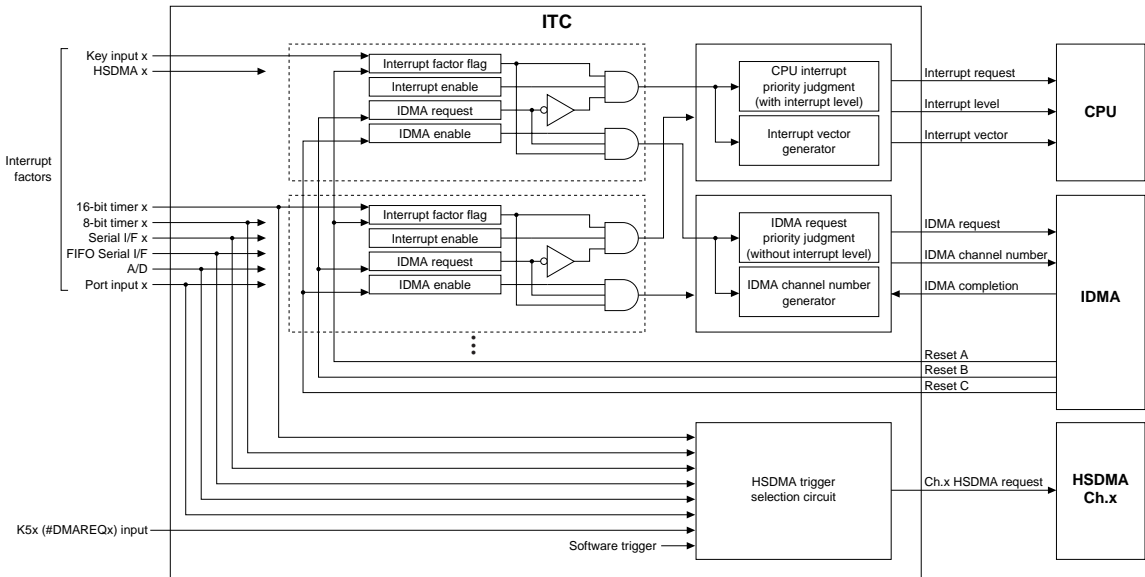 ITC
Key input x
HSDMA x
Interrupt
factors
16-bit timer x
8-bit timer x
Serial I/F x
FIFO Serial I/F
A/D
Port input x
Interrupt factor flag
Interrupt enable
IDMA request
IDMA enable
Interrupt factor flag
Interrupt enable
IDMA request
IDMA enable
CPU interrupt
priority judgment
(with interrupt level)
Interrupt vector
generator
Interrupt request
Interrupt level
Interrupt vector
CPU
IDMA request
priority judgment
(without interrupt level)
IDMA channel number
generator
IDMA request
IDMA channel number
IDMA completion
IDMA
Reset A
Reset B
Reset C
HSDMA trigger
selection circuit
Ch.x HSDMA request
HSDMA
Ch.x
K5x (#DMAREQx) input
Software trigger